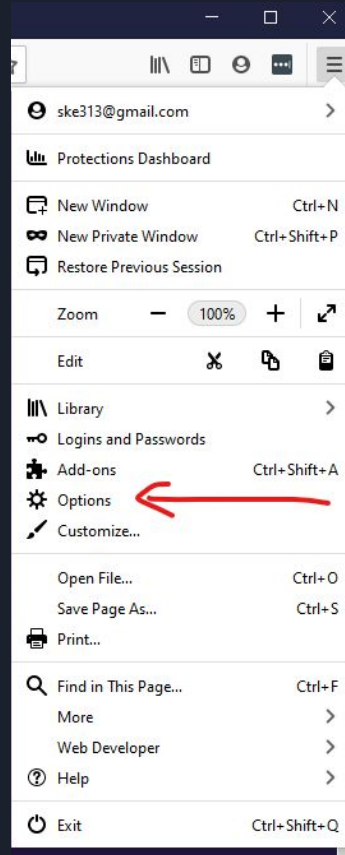 ske313@gmail.com
Protections Dashboard
New Window Ctrl+N
New Private Window Ctrl+Shift+P
Restore Previous Session
Zoom 100%
Edit
Library
Logins and Passwords
Add-ons Ctrl+Shift+A
Options
Customize...
Open File... Ctrl+O
Save Page As... Ctrl+S
Print...
Find in This Page... Ctrl+F
More
Web Developer
Help
Exit Ctrl+Shift+Q